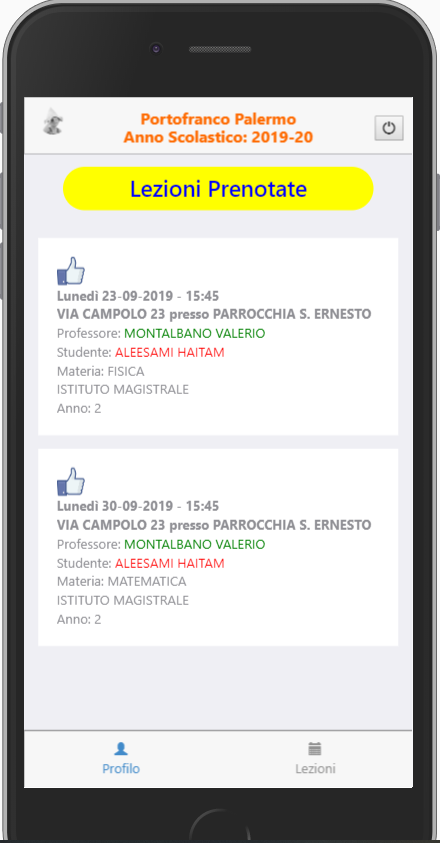 Portofranco Palermo
Anno Scolastico: 2019-20
Lezioni Prenotate
Lunedì 23-09-2019 - 15:45
VIA CAMPOLO 23 presso PARROCCHIA S. ERNESTO
Professore: MONTALBANO VALERIO
Studente: ALEESAMI HAITAM
Materia: FISICA
ISTITUTO MAGISTRALE
Anno: 2
Lunedì 30-09-2019 - 15:45
VIA CAMPOLO 23 presso PARROCCHIA S. ERNESTO
Professore: MONTALBANO VALERIO
Studente: ALEESAMI HAITAM
Materia: MATEMATICA
ISTITUTO MAGISTRALE
Anno: 2
Profilo
Lezioni